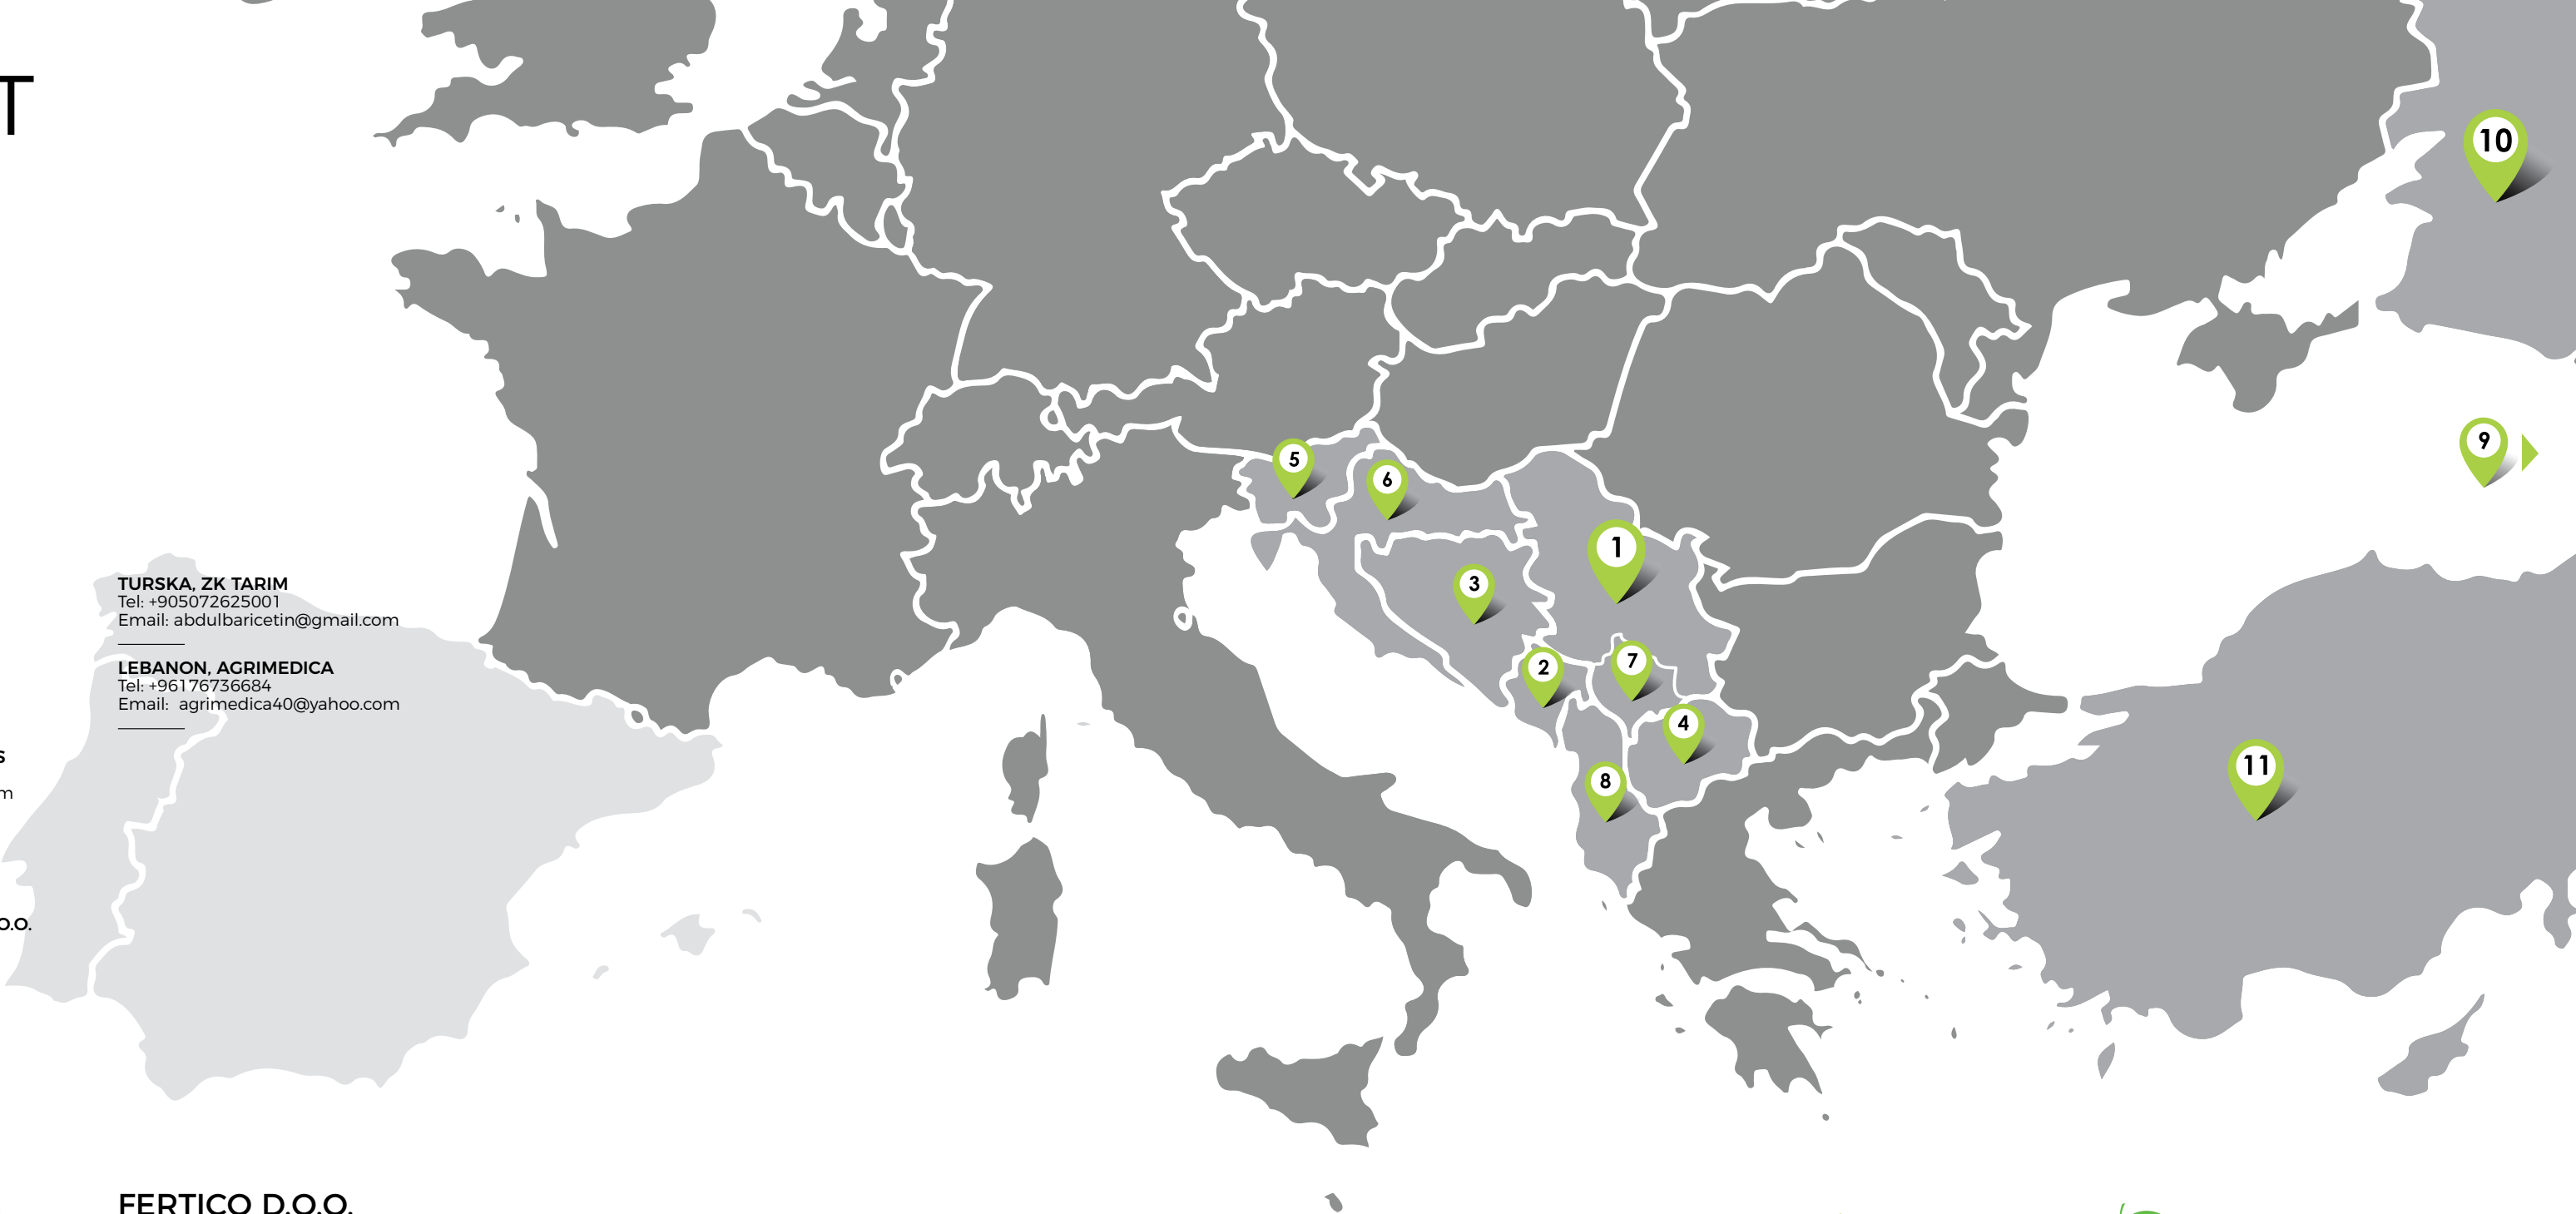 T
TURSKA, ZK TARIM
Tel: +905072625001
Email: abdulbaricetin@gmail.com
LEBANON, AGRIMEDICA
Tel: +96176736684
Email: agrimedica40@yahoo.com
s
m
O.O.
FERTICO D.O.O.
10
9
5
6
1
3
7
2
4
11
8